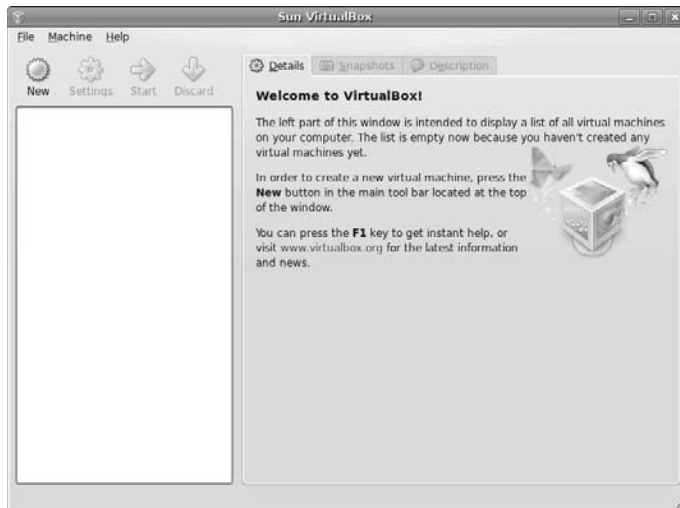 Sun VirtualBox
File Machine Help
New Settings Start Discard
Details Snapshots Description
Welcome to VirtualBox!
The left part of this window is intended to display a list of all virtual machines
on your computer. The list is empty now because you haven't created any
virtual machines yet.
In order to create a new virtual machine, press the
New button in the main tool bar located at the top
of the window.
You can press the F1 key to get instant help, or
visit www.virtualbox.org for the latest information
and news.